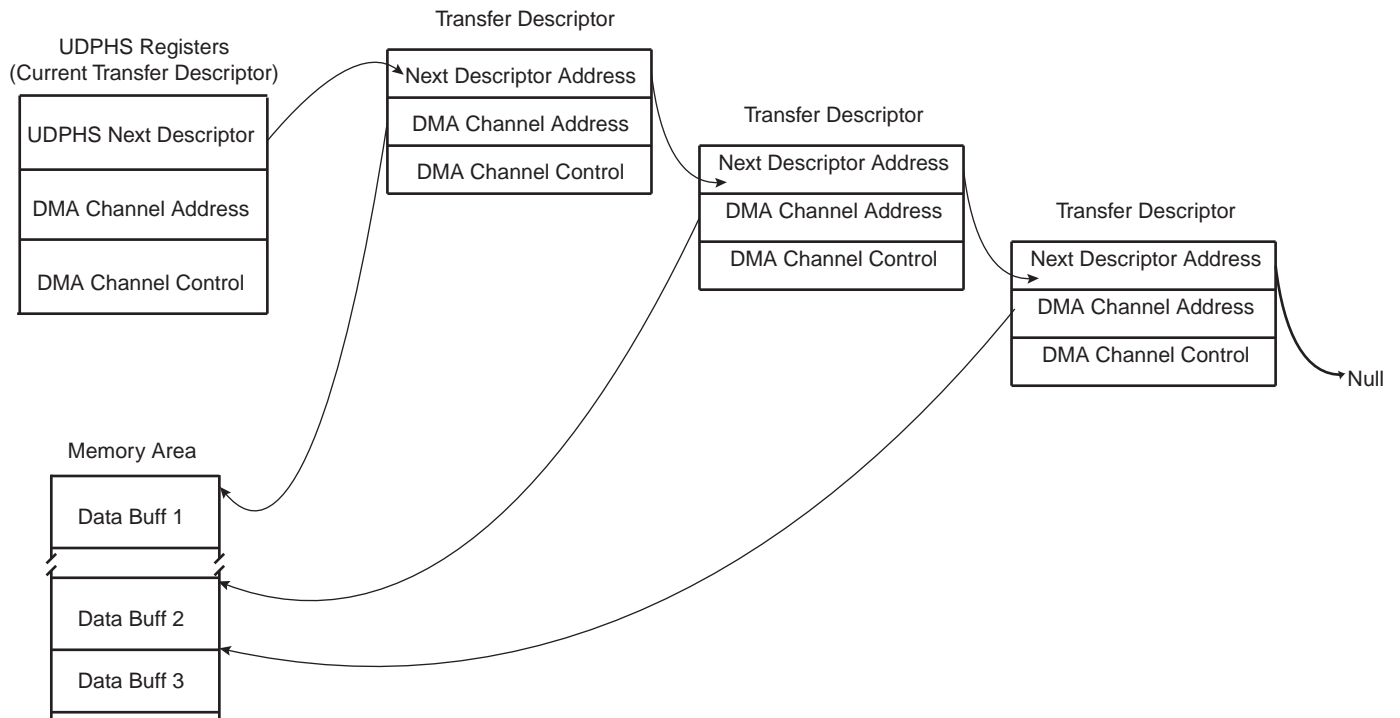 UDPHS Registers
(Current Transfer Descriptor)
UDPHS Next Descriptor
DMA Channel Address
DMA Channel Control
Transfer Descriptor
Next Descriptor Address
DMA Channel Address
DMA Channel Control
Transfer Descriptor
Next Descriptor Address
DMA Channel Address
DMA Channel Control
Transfer Descriptor
Next Descriptor Address
DMA Channel Address
DMA Channel Control
Null
Memory Area
Data Buff 1
Data Buff 2
Data Buff 3